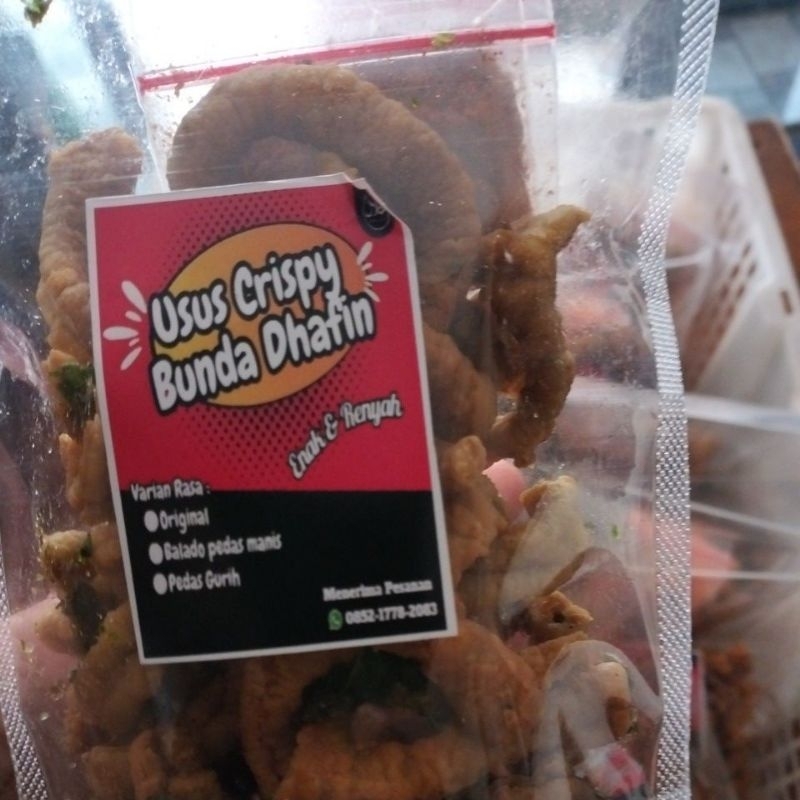 Usus Crispy
Bunda Dhafin
Enak & Renyah
Varian Rasa :
Original
Balado pedas manis
Pedas Gurih
Menerima Pesanan
0852-1778-2083